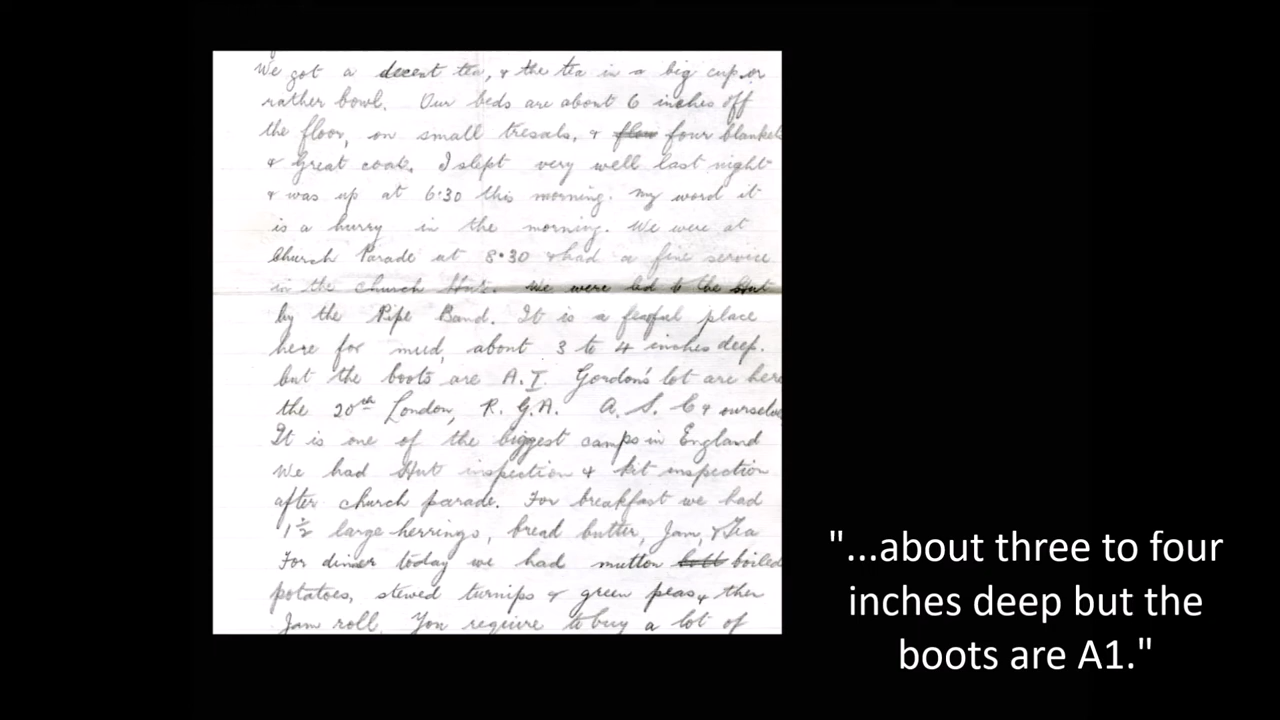 We got a decent tea, & the tea in a big cup or
rather bowl. Our beds are about 6 inches off
the floor, on small tresals, & four blankets
& Great coat. I slept very well last night
& was up at 6.30 this morning. My word it
is a hurry in the morning. We were at
Church Parade at 8.30 & had a fine service
in the church Hut. We were led to the Hut
by the Pipe Band. It is a fearful place
here for mud, about 3 to 4 inches deep.
but the boots are A.I. Gordon's lot are here
the 20th London, R.G.A. A.S.C & ourselve
It is one of the biggest camps in England
We had Hut inspection & kit inspection
after church parade. For breakfast we had
1½ large herrings, bread butter, Jam, & Tea
For dinner today we had mutton boiled
potatoes, stewed turnips & green peas & then
Jam roll. You require to buy a lot of
"...about three to four
inches deep but the
boots are A1."